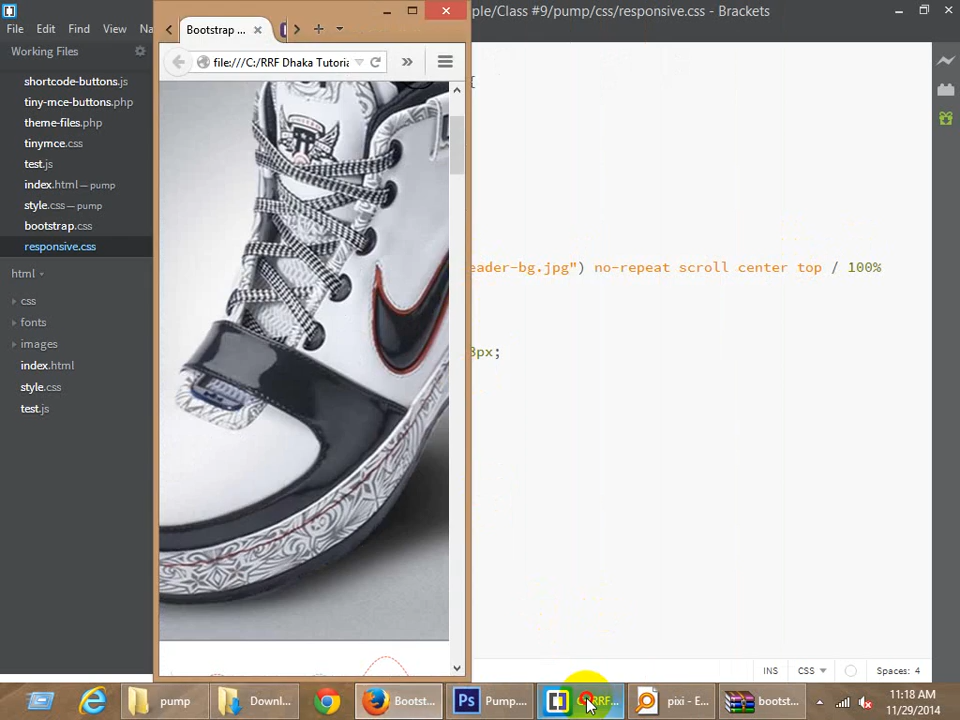 ple/Class #9/pump/css/responsive.css - Brackets
File Edit Find View Na
Bootstrap ...
Working Files
file:///C:/RRF Dhaka Tutoria
shortcode-buttons.js
tiny-mce-buttons.php
theme-files.php
tinymce.css
test.js
index.html — pump
style.css — pump
bootstrap.css
responsive.css
html
css
fonts
images
index.html
style.css
test.js
{
eader-bg.jpg") no-repeat scroll center top / 100%
8px;
INS CSS Spaces: 4
pump Downl... Bootst... Ps Pump.... pixi - E... bootst...
11:18 AM
11/29/2014